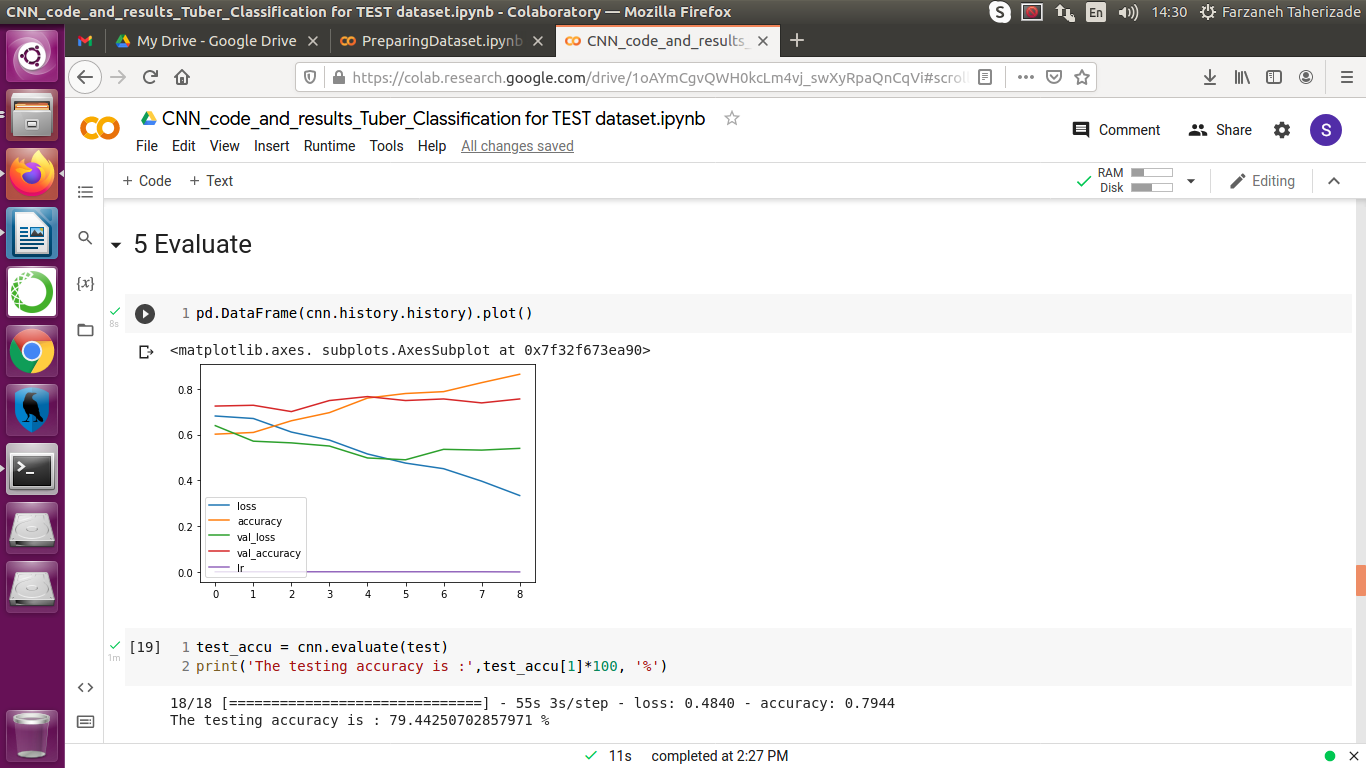 CNN_code_and_results_Tuber_Classification for TEST dataset.ipynb - Colaboratory — Mozilla Firefox
En
14:30
Farzaneh Taherizade
My Drive - Google Drive
PreparingDataset.ipynb
CNN_code_and_results_
https://colab.research.google.com/drive/1oAYmCgvQWH0kcLm4vj_swXyRpaQnCqVi#scrol
CNN_code_and_results_Tuber_Classification for TEST dataset.ipynb
File Edit View Insert Runtime Tools Help All changes saved
Comment
Share
S
+ Code + Text
RAM
Disk
Editing
5 Evaluate
8s
1 pd.DataFrame(cnn.history.history).plot()
<matplotlib.axes. subplots.AxesSubplot at 0x7f32f673ea90>
0.8
0.6
0.4
0.2
0.0
loss
accuracy
val_loss
val_accuracy
lr
0 1 2 3 4 5 6 7 8
1m
[19] 1 test_accu = cnn.evaluate(test)
2 print('The testing accuracy is :',test_accu[1]*100, '%')
18/18 [==============================] - 55s 3s/step - loss: 0.4840 - accuracy: 0.7944
The testing accuracy is : 79.44250702857971 %
11s completed at 2:27 PM